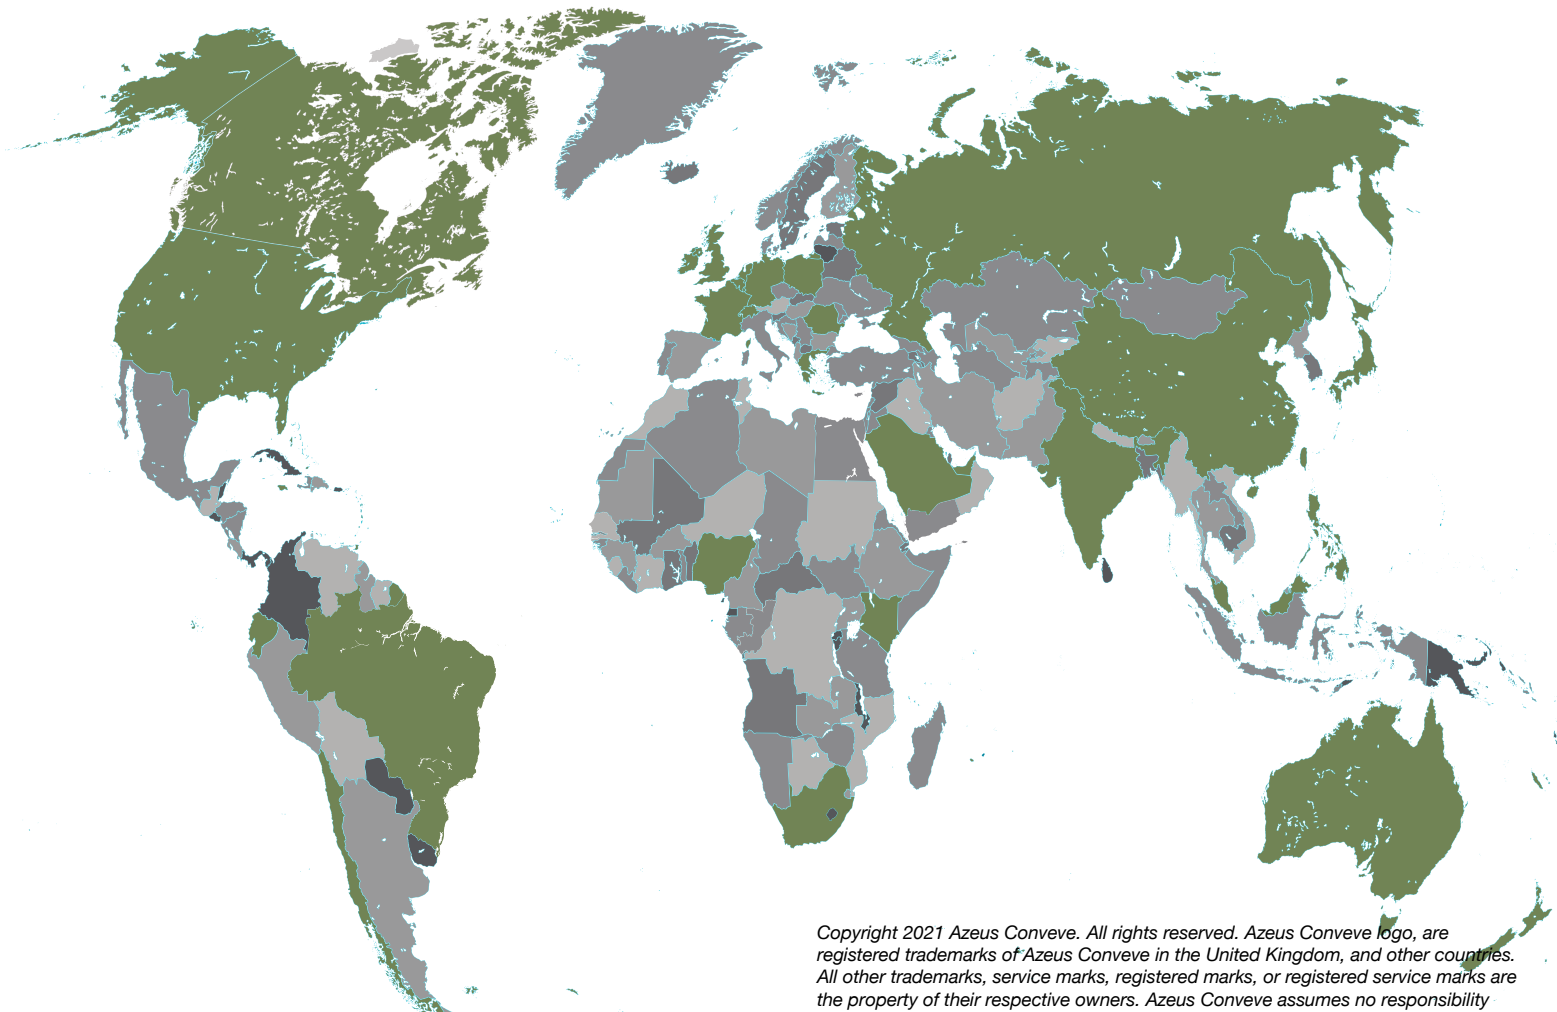 Copyright 2021 Azeus Conveve. All rights reserved. Azeus Conveve logo, are
registered trademarks of Azeus Conveve in the United Kingdom, and other countries.
All other trademarks, service marks, registered marks, or registered service marks are
the property of their respective owners. Azeus Conveve assumes no responsibility